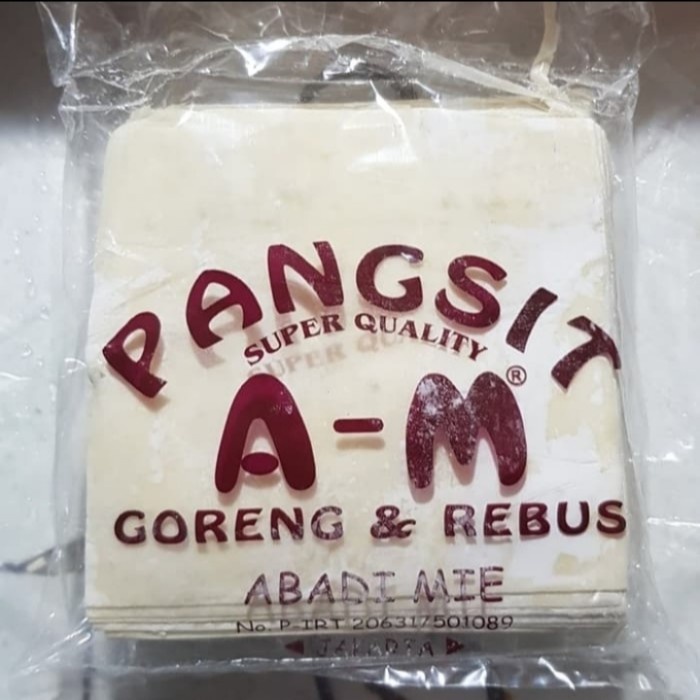 PANGSIT
SUPER QUALITY
A-M®
GORENG & REBUS
ABADI MIE
No. P-IRT 206317501089
JAKARTA